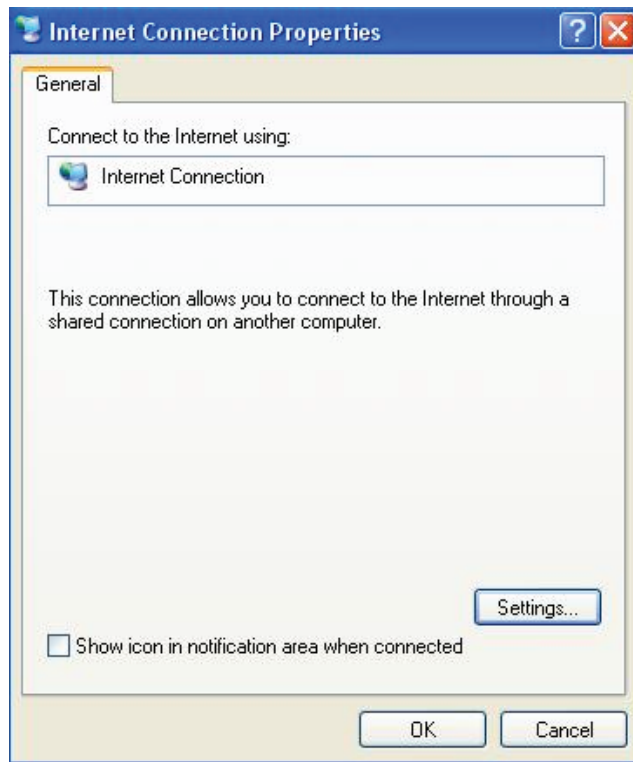 Internet Connection Properties
General
Connect to the Internet using:
Internet Connection
This connection allows you to connect to the Internet through a
shared connection on another computer.
Settings...
Show icon in notification area when connected
OK Cancel